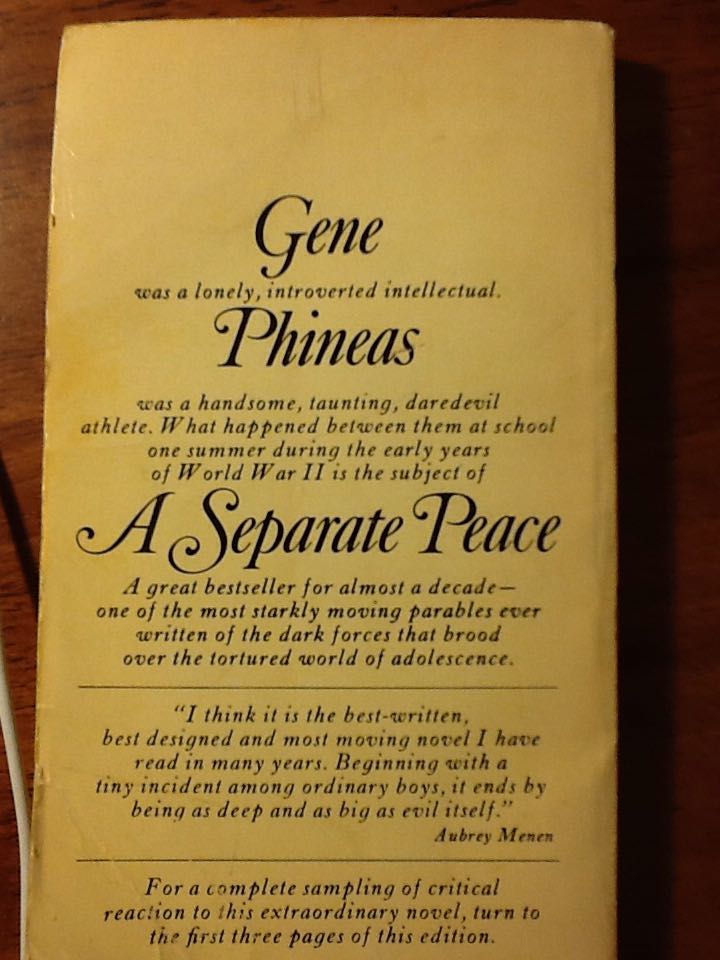 Gene
was a lonely, introverted intellectual.
Phineas
was a handsome, taunting, daredevil
athlete. What happened between them at school
one summer during the early years
of World War II is the subject of
A Separate Peace
A great bestseller for almost a decade—
one of the most starkly moving parables ever
written of the dark forces that brood
over the tortured world of adolescence.
"I think it is the best-written,
best designed and most moving novel I have
read in many years. Beginning with a
tiny incident among ordinary boys, it ends by
being as deep and as big as evil itself."
Aubrey Menen
For a complete sampling of critical
reaction to this extraordinary novel, turn to
the first three pages of this edition.